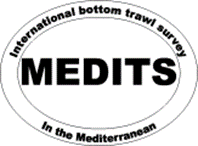 International bottom trawl survey
MEDITS
In the Mediterranean